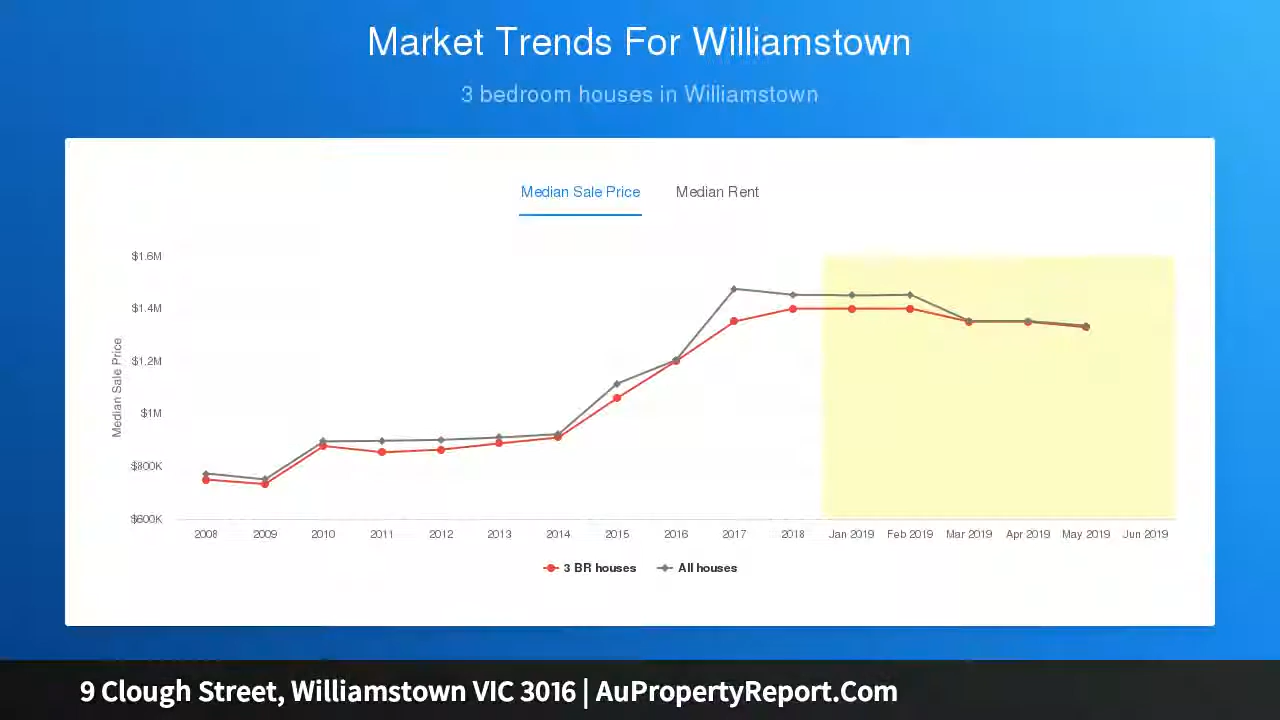 Market Trends For Williamstown
3 bedroom houses in Williamstown
Median Sale Price Median Rent
Median Sale Price
$1.6M
$1.4M
$1.2M
$1M
$800K
$600K
2008 2009 2010 2011 2012 2013 2014 2015 2016 2017 2018 Jan 2019 Feb 2019 Mar 2019 Apr 2019 May 2019 Jun 2019
3 BR houses All houses
9 Clough Street, Williamstown VIC 3016 | AuPropertyReport.Com